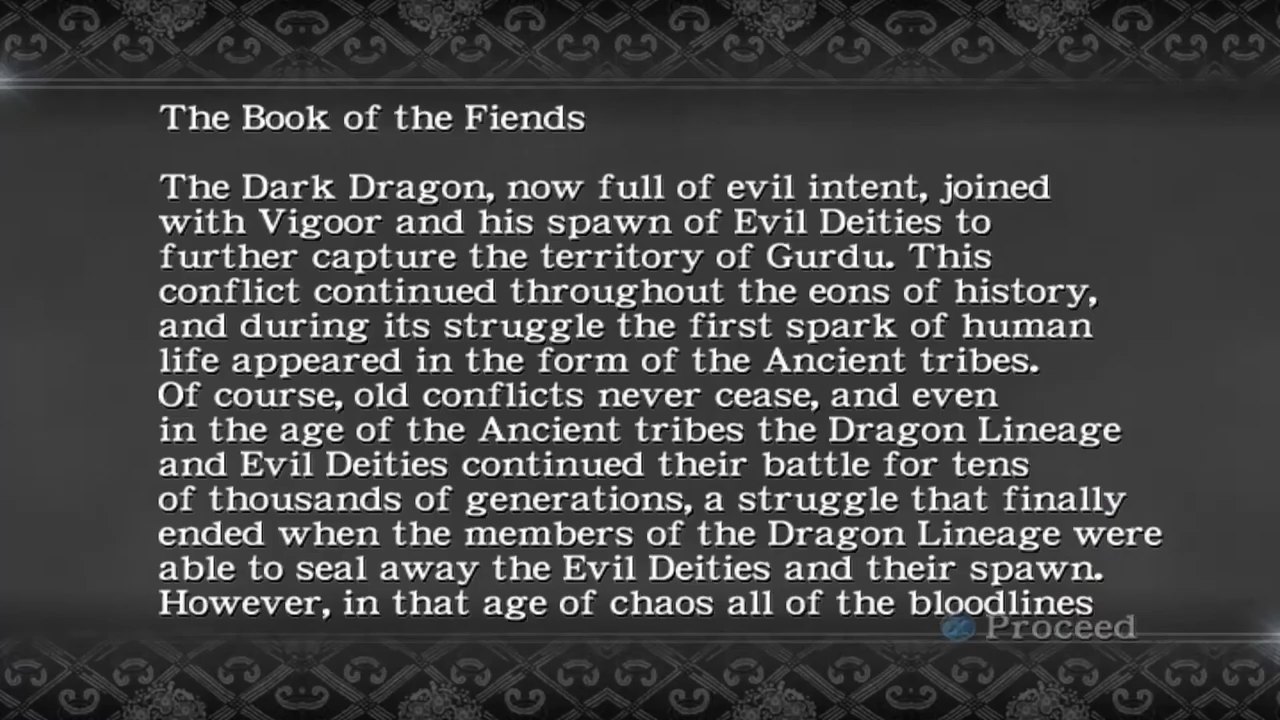 The Book of the Fiends
The Dark Dragon, now full of evil intent, joined
with Vigoor and his spawn of Evil Deities to
further capture the territory of Gurdu. This
conflict continued throughout the eons of history,
and during its struggle the first spark of human
life appeared in the form of the Ancient tribes.
Of course, old conflicts never cease, and even
in the age of the Ancient tribes the Dragon Lineage
and Evil Deities continued their battle for tens
of thousands of generations, a struggle that finally
ended when the members of the Dragon Lineage were
able to seal away the Evil Deities and their spawn.
However, in that age of chaos all of the bloodlines
Proceed